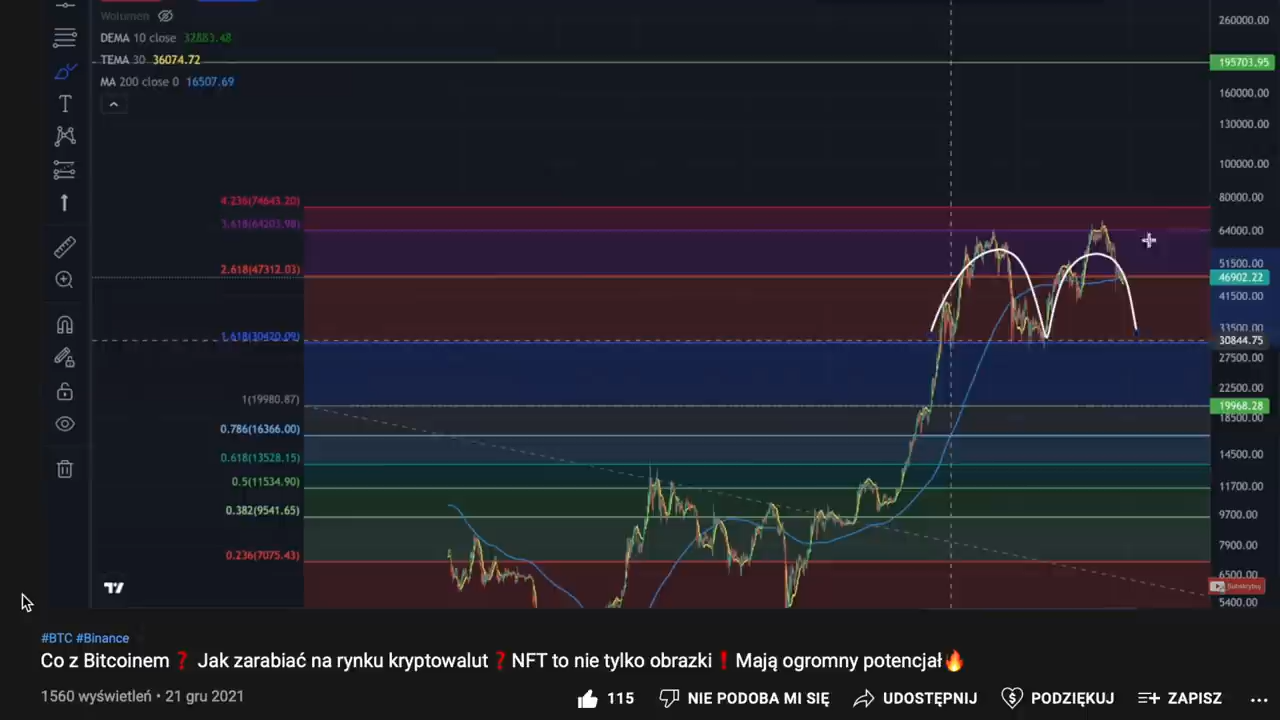 Wolumen
DEMA 10 close 32883.48
TEMA 30 36074.72
MA 200 close 0 16507.69
260000.00
195703.95
160000.00
130000.00
100000.00
80000.00
64000.00
51500.00
46902.22
41500.00
33500.00
30844.75
27500.00
22500.00
19968.28
18500.00
14500.00
11700.00
9700.00
7900.00
6500.00
5400.00
4.236(74643.20)
3.618(64203.98)
2.618(47312.03)
1.618(30420.09)
1(19980.87)
0.786(16366.00)
0.618(13528.15)
0.5(11534.90)
0.382(9541.65)
0.236(7075.43)
Subskrybuj
#BTC #Binance
Co z Bitcoinem❓ Jak zarabiać na rynku kryptowalut❓NFT to nie tylko obrazki❗Mają ogromny potencjał🔥
1560 wyświetleń • 21 gru 2021
115
NIE PODOBA MI SIĘ
UDOSTĘPNIJ
PODZIĘKUJ
ZAPISZ